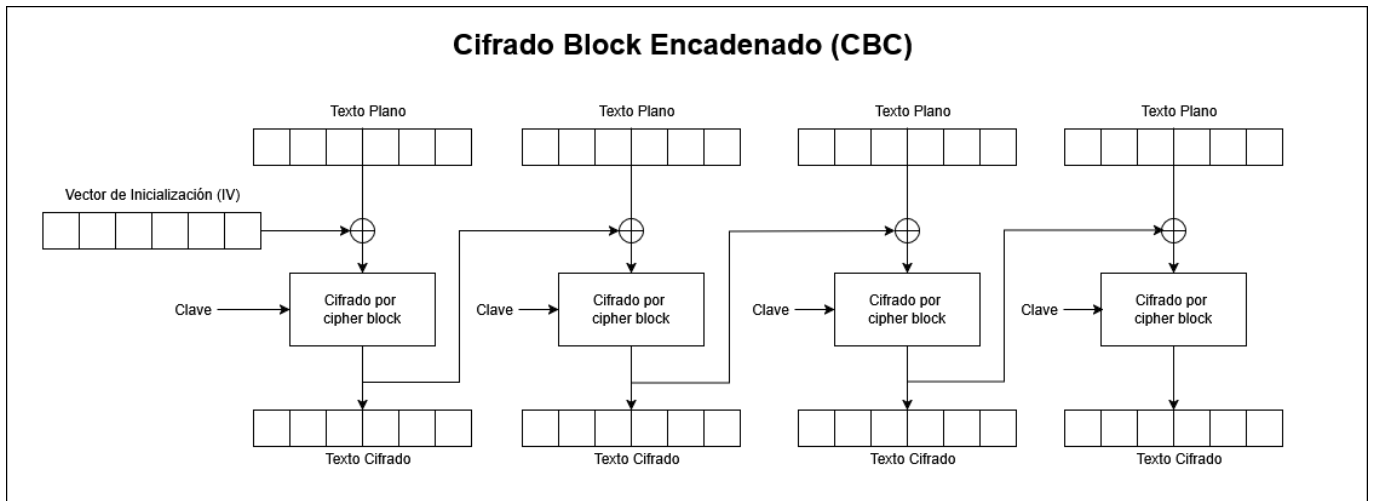 Cifrado Block Encadenado (CBC)
Texto Plano
Texto Plano
Texto Plano
Texto Plano
Vector de Inicialización (IV)
Clave
Cifrado por
cipher block
Clave
Cifrado por
cipher block
Clave
Cifrado por
cipher block
Clave
Cifrado por
cipher block
Texto Cifrado
Texto Cifrado
Texto Cifrado
Texto Cifrado